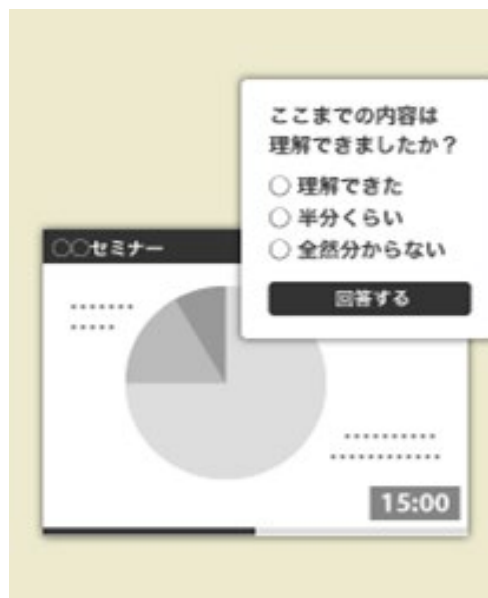 ここまでの内容は
理解できましたか？
○ 理解できた
○ 半分くらい
○ 全然分からない
回答する
○○セミナー
15:00